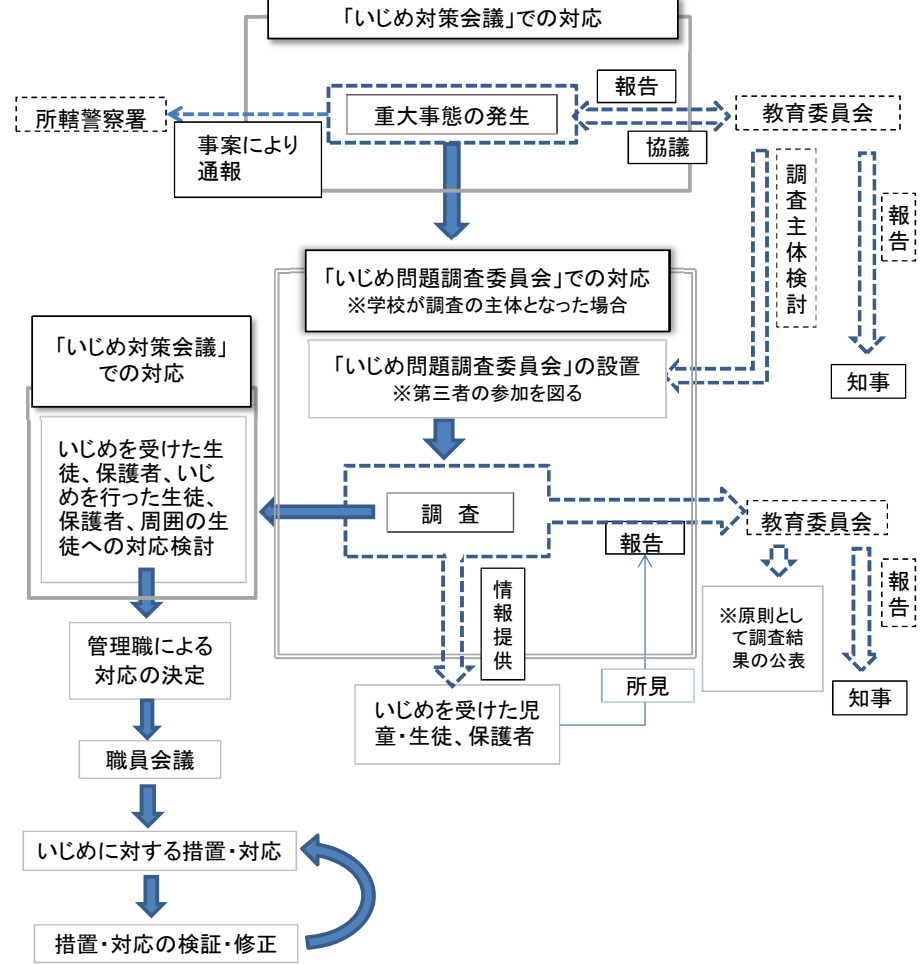 「いじめ対策会議」での対応
報告
所轄警察署
重大事態の発生
教育委員会
事案により
通報
協議
調査主体検討
報告
「いじめ問題調査委員会」での対応
※学校が調査の主体となった場合
「いじめ対策会議」
での対応
「いじめ問題調査委員会」の設置
※第三者の参加を図る
知事
いじめを受けた生
徒、保護者、いじ
めを行った生徒、
保護者、周囲の生
徒への対応検討
調 査
教育委員会
報告
情報提供
報告
※原則とし
て調査結
果の公表
管理職による
対応の決定
所見
知事
いじめを受けた児
童・生徒、保護者
職員会議
いじめに対する措置・対応
措置・対応の検証・修正